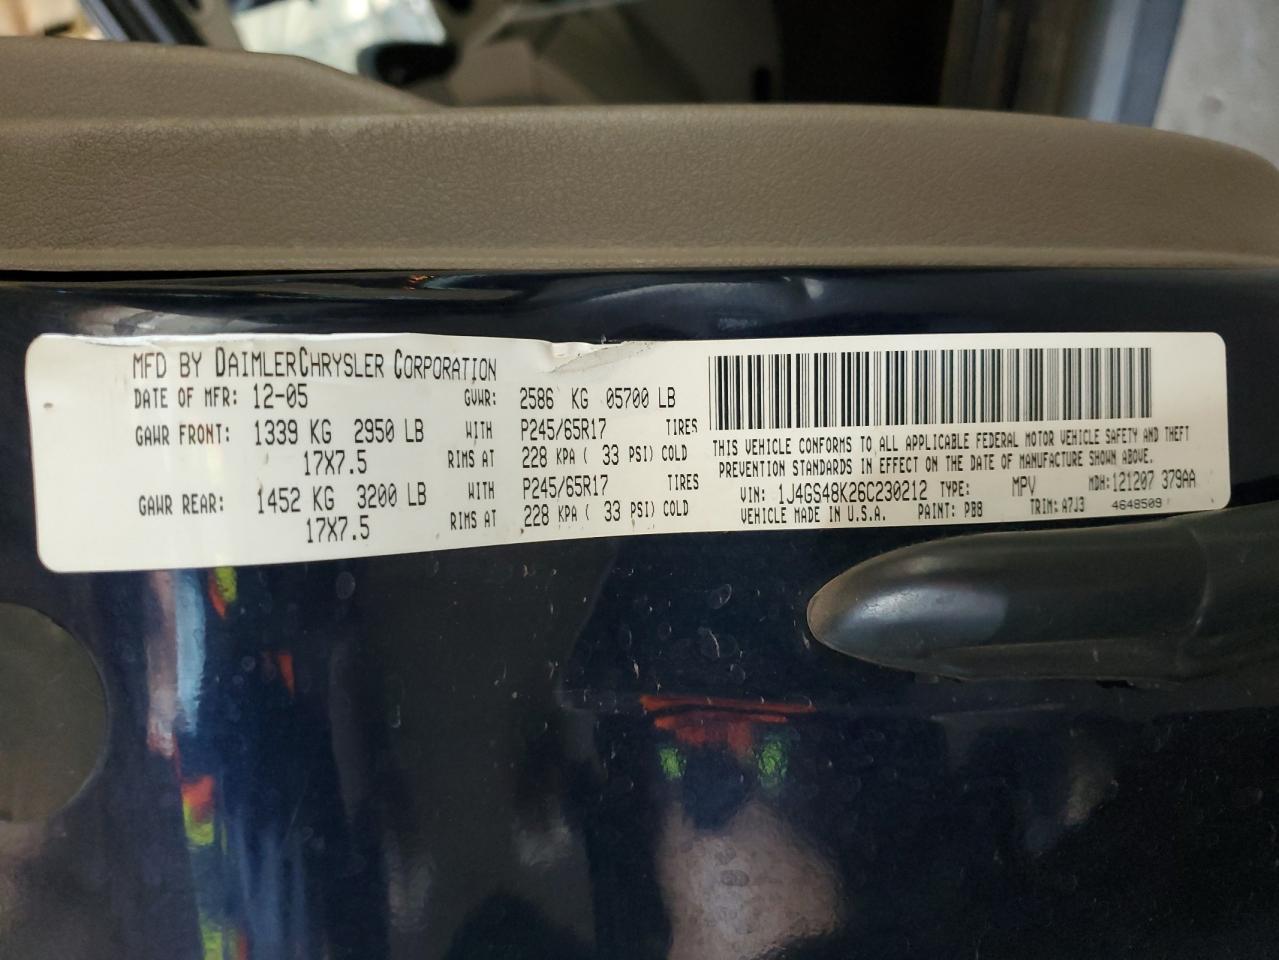 MFD BY DAIMLERCHRYSLER CORPORATION
DATE OF MFR: 12-05 GVWR: 2586 KG 05700 LB
GAWR FRONT: 1339 KG 2950 LB WITH P245/65R17 TIRES
17X7.5 RIMS AT 228 KPA ( 33 PSI) COLD
GAWR REAR: 1452 KG 3200 LB WITH P245/65R17 TIRES
17X7.5 RIMS AT 228 KPA ( 33 PSI) COLD
THIS VEHICLE CONFORMS TO ALL APPLICABLE FEDERAL MOTOR VEHICLE SAFETY AND THEFT
PREVENTION STANDARDS IN EFFECT ON THE DATE OF MANUFACTURE SHOWN ABOVE.
VIN: 1J4GS48K26C230212 TYPE: MPV MDH: 121207 379AA
VEHICLE MADE IN U.S.A. PAINT: PB8 TRIM: A7J3 4648509